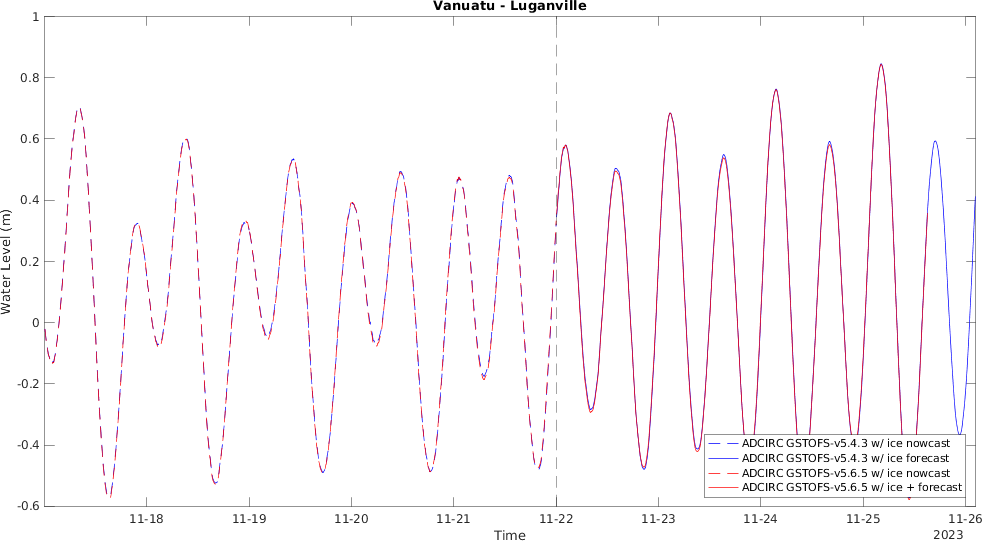 Vanuatu - Luganville
1
0.8
0.6
0.4
0.2
0
-0.2
-0.4
-0.6
Water Level (m)
ADCIRC GSTOFS-v5.4.3 w/ ice nowcast
ADCIRC GSTOFS-v5.4.3 w/ ice forecast
ADCIRC GSTOFS-v5.6.5 w/ ice nowcast
ADCIRC GSTOFS-v5.6.5 w/ ice + forecast
11-18 11-19 11-20 11-21 11-22 11-23 11-24 11-25 11-26
Time 2023